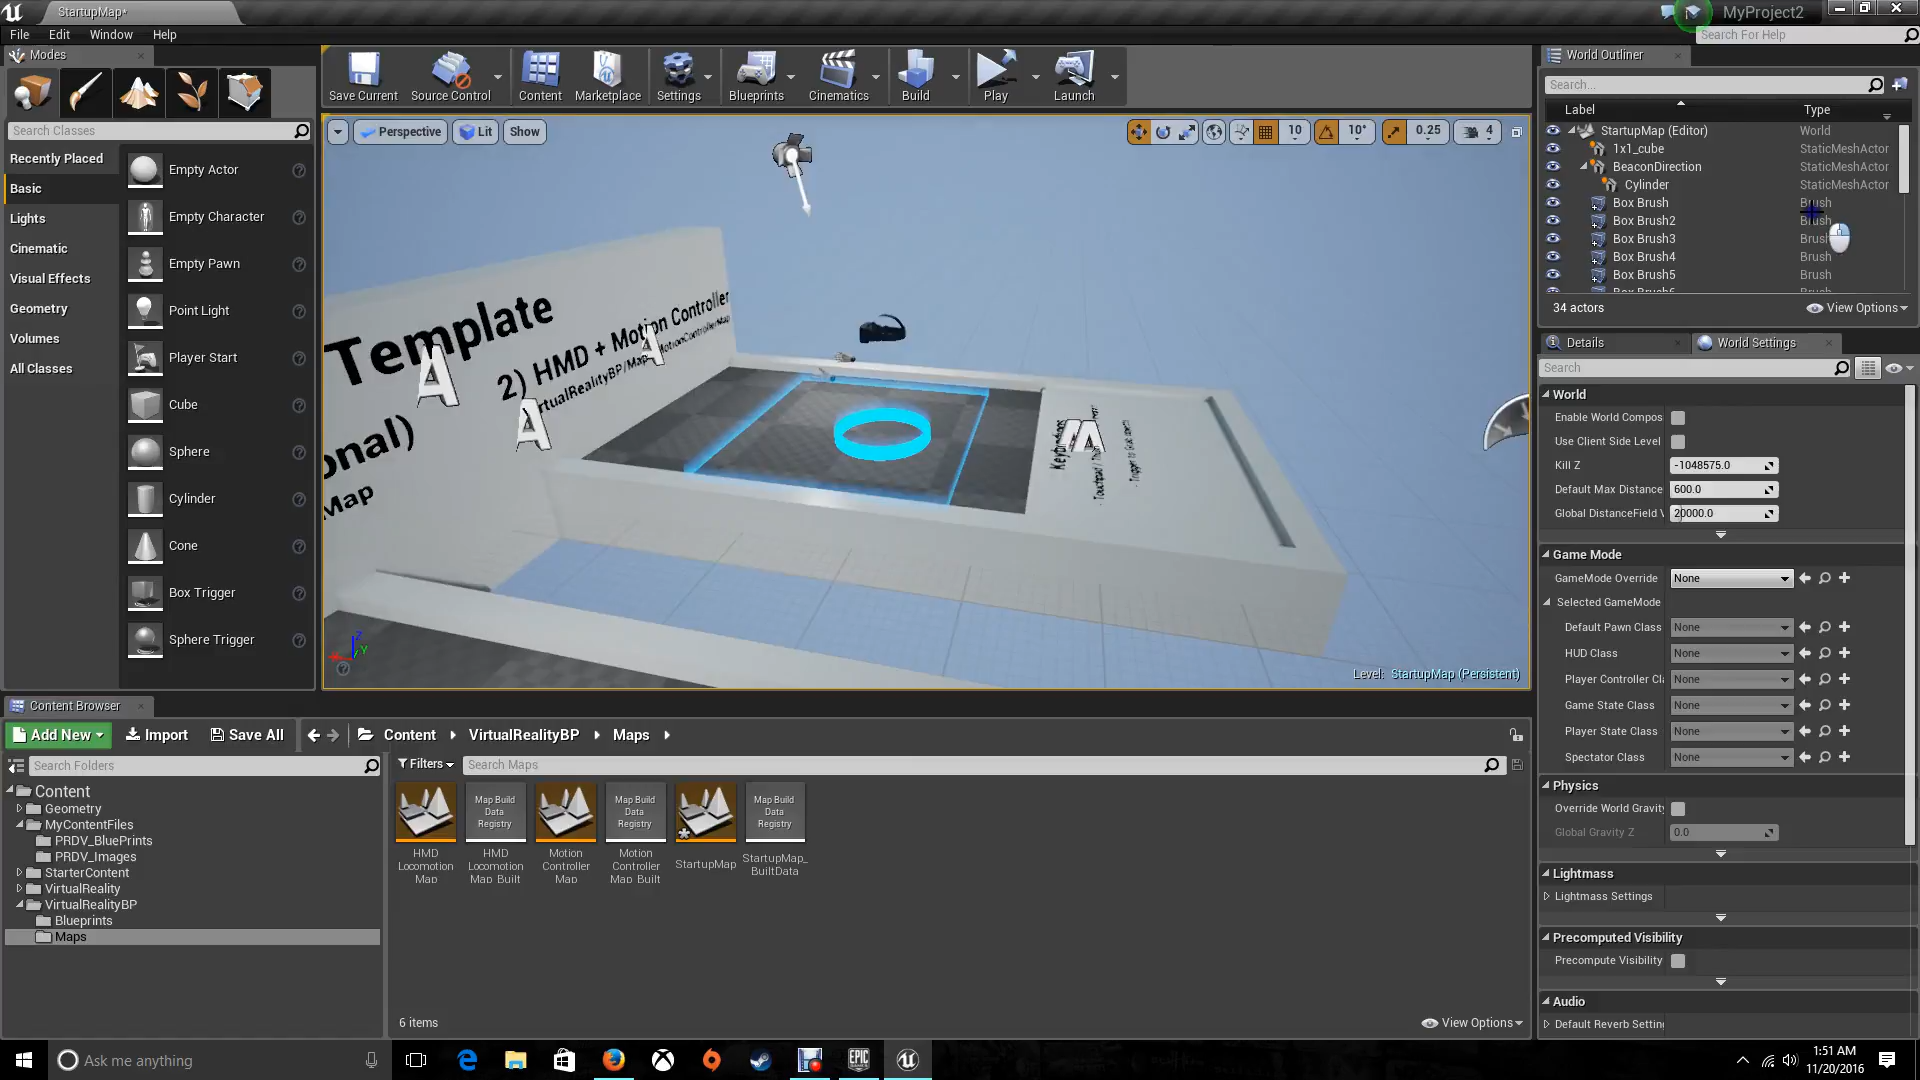 StartupMap*
MyProject2
File Edit Window Help
Search For Help
Modes
Search Classes
Recently Placed
Basic
Lights
Cinematic
Visual Effects
Geometry
Volumes
All Classes
Empty Actor
Empty Character
Empty Pawn
Point Light
Player Start
Cube
Sphere
Cylinder
Cone
Box Trigger
Sphere Trigger
Save Current Source Control Content Marketplace Settings Blueprints Cinematics Build Play Launch
Perspective Lit Show
10 10° 0.25 4
Template
2) HMD + Motion Controller
onal)
Map
Level: StartupMap (Persistent)
World Outliner
Search...
Label Type
StartupMap (Editor) World
1x1_cube StaticMeshActor
BeaconDirection StaticMeshActor
Cylinder StaticMeshActor
Box Brush Brush
Box Brush2 Brush
Box Brush3 Brush
Box Brush4 Brush
Box Brush5 Brush
34 actors View Options
Details World Settings
Search
World
Enable World Compos
Use Client Side Level
Kill Z -1048575.0
Default Max Distance 600.0
Global DistanceField V 20000.0
Game Mode
GameMode Override None
Selected GameMode
Default Pawn Class None
HUD Class None
Player Controller Cla None
Game State Class None
Player State Class None
Spectator Class None
Physics
Override World Gravity
Global Gravity Z 0.0
Lightmass
Lightmass Settings
Precomputed Visibility
Precompute Visibility
Audio
Default Reverb Setting
Content Browser
Add New Import Save All Content VirtualRealityBP Maps
Search Folders
Filters Search Maps
Content
Geometry
MyContentFiles
PRDV_BluePrints
PRDV_Images
StarterContent
VirtualReality
VirtualRealityBP
Blueprints
Maps
Map Build Data Registry
Map Build Data Registry
Map Build Data Registry
HMD Locomotion Map
HMD Locomotion Map Built
Motion Controller Map
Motion Controller Map Built
StartupMap
StartupMap_BuiltData
6 items View Options
Ask me anything
EPIC GAMES
1:51 AM
11/20/2016